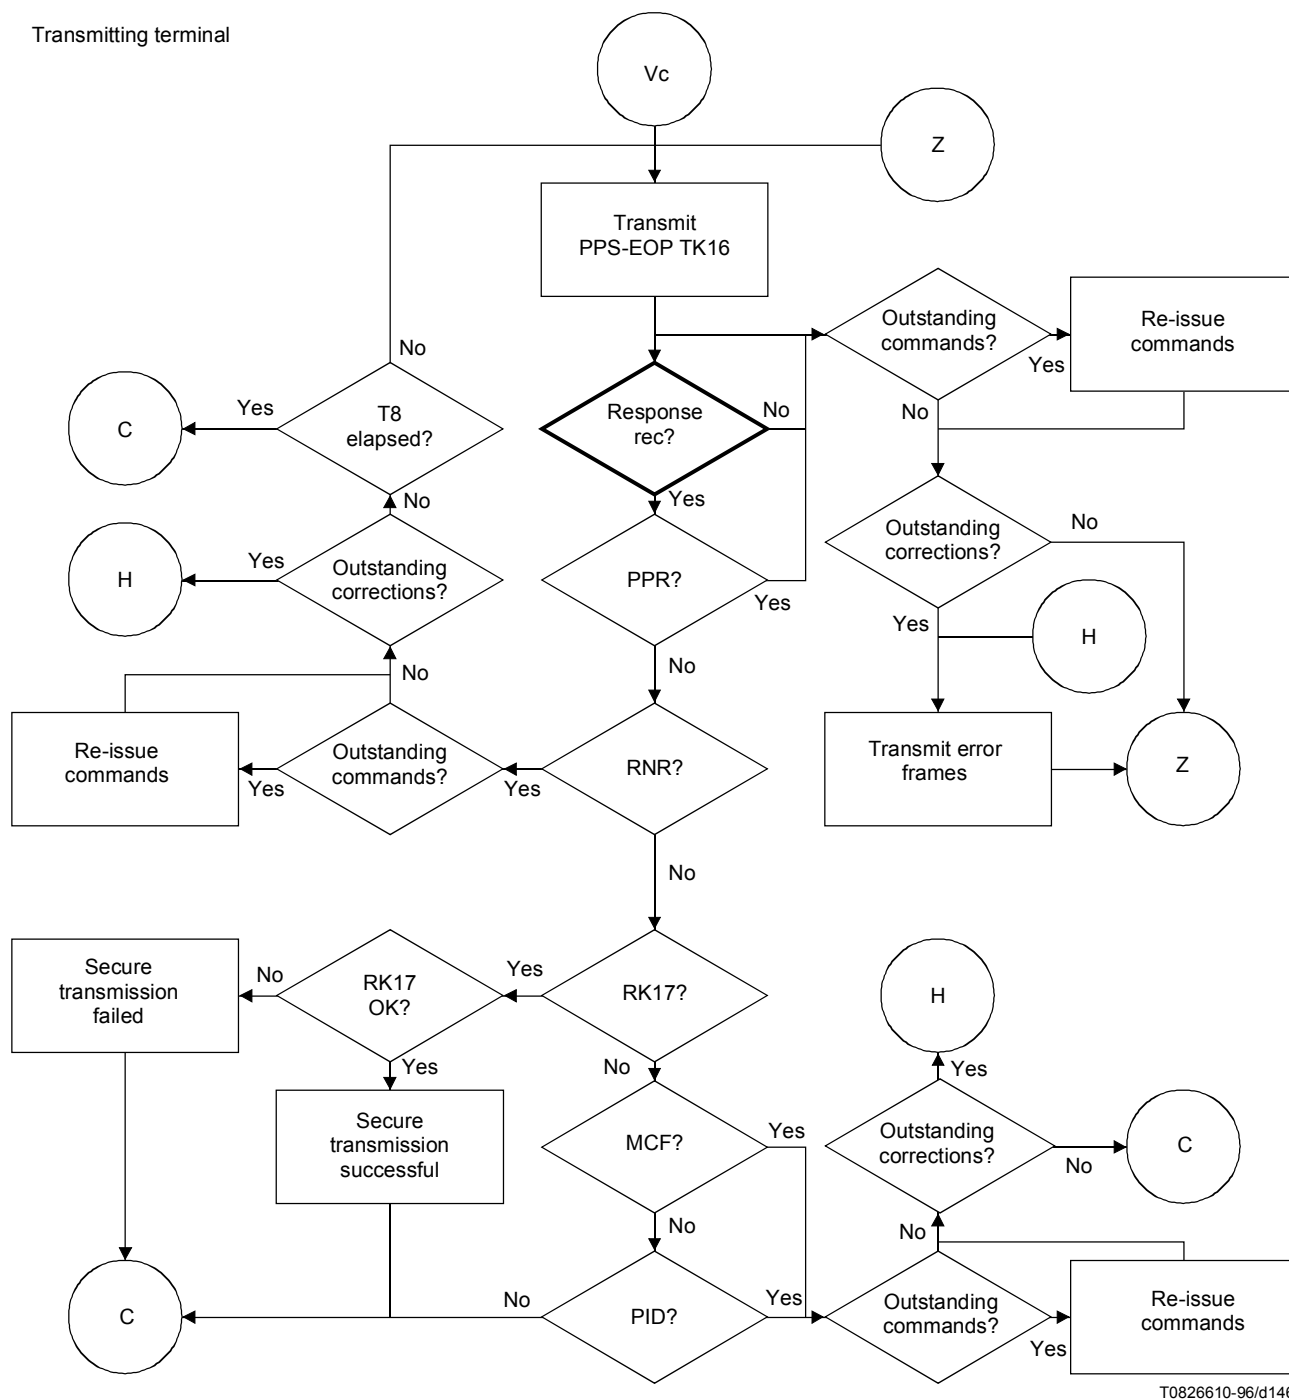 Transmitting terminal
Vc
Z
Transmit
PPS-EOP TK16
Outstanding
commands?
Yes
Re-issue
commands
No
No
T8
elapsed?
Yes
C
Response
rec?
No
Yes
No
Outstanding
corrections?
No
Yes
H
Outstanding
corrections?
Yes
H
No
PPR?
Yes
No
Re-issue
commands
Yes
Outstanding
commands?
Yes
RNR?
No
Transmit error
frames
Z
Secure
transmission
failed
No
RK17
OK?
Yes
Yes
RK17?
No
H
Yes
Secure
transmission
successful
MCF?
Yes
No
Outstanding
corrections?
No
C
No
C
No
PID?
Yes
Outstanding
commands?
Yes
Re-issue
commands
T0826610-96/d146